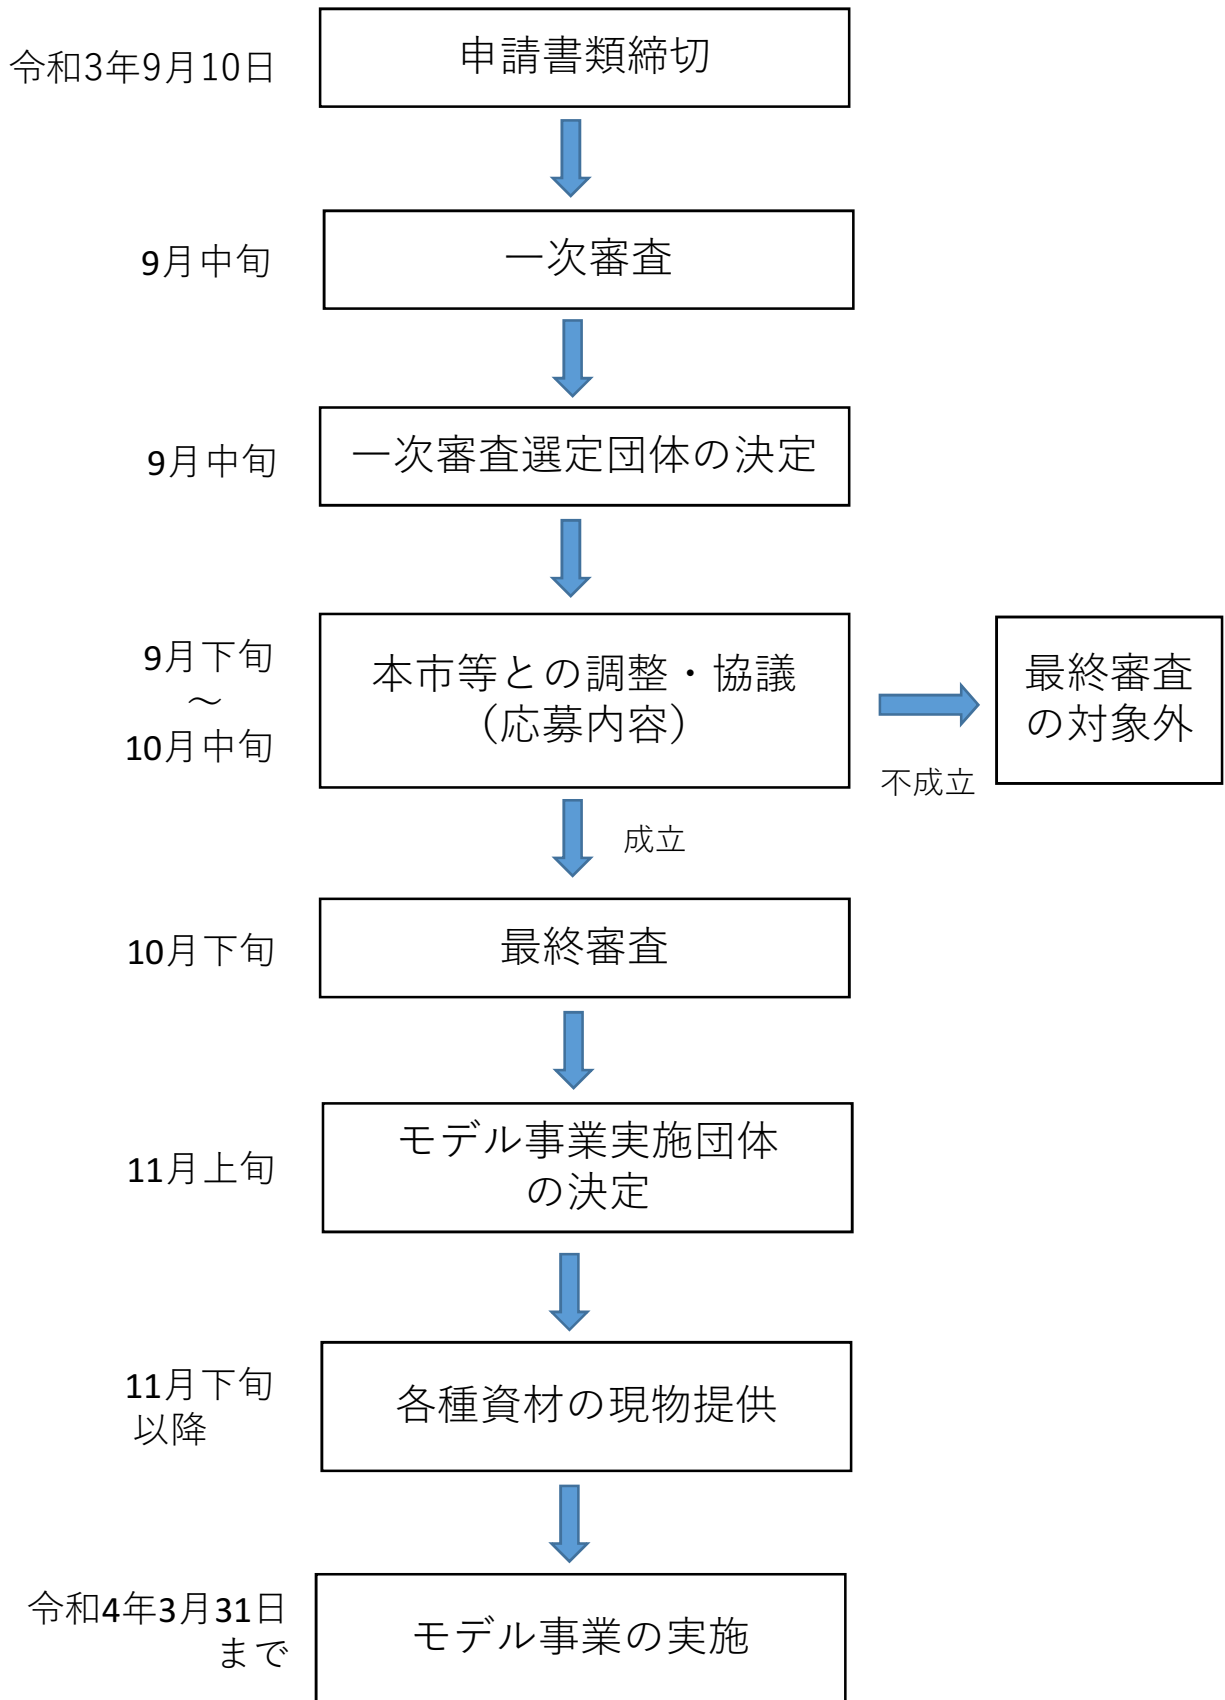 令和3年9月10日
申請書類締切
9月中旬
一次審査
9月中旬
一次審査選定団体の決定
9月下旬
～
10月中旬
本市等との調整・協議
（応募内容）
不成立
最終審査
の対象外
成立
10月下旬
最終審査
11月上旬
モデル事業実施団体
の決定
11月下旬
以降
各種資材の現物提供
令和4年3月31日
まで
モデル事業の実施